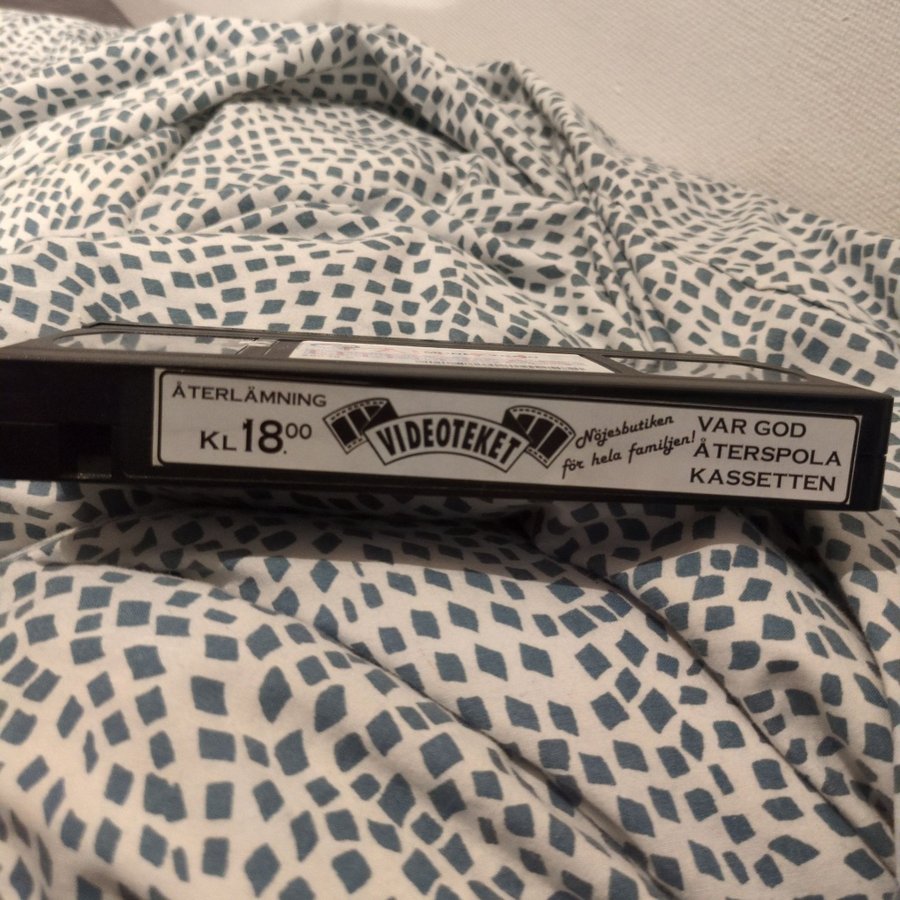 ÅTERLÄMNING
KL 18.00
VIDEOTEKET
Nöjesbutiken
för hela familjen!
VAR GOD
ÅTERSPOLA
KASSETTEN